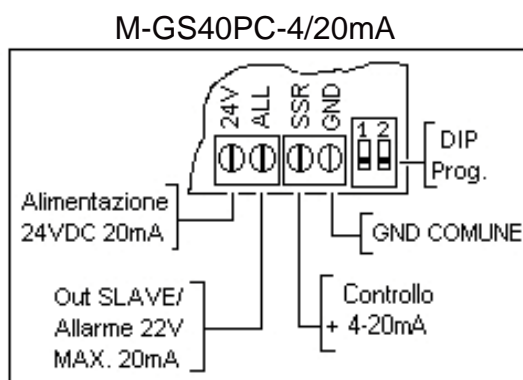 M-GS40PC-4/20mA
24V
ALL
SSR
GND
1 2
DIP
Prog.
Alimentazione
24VDC 20mA
GND COMUNE
Out SLAVE/
Allarme 22V
MAX. 20mA
Controllo
+ 4-20mA